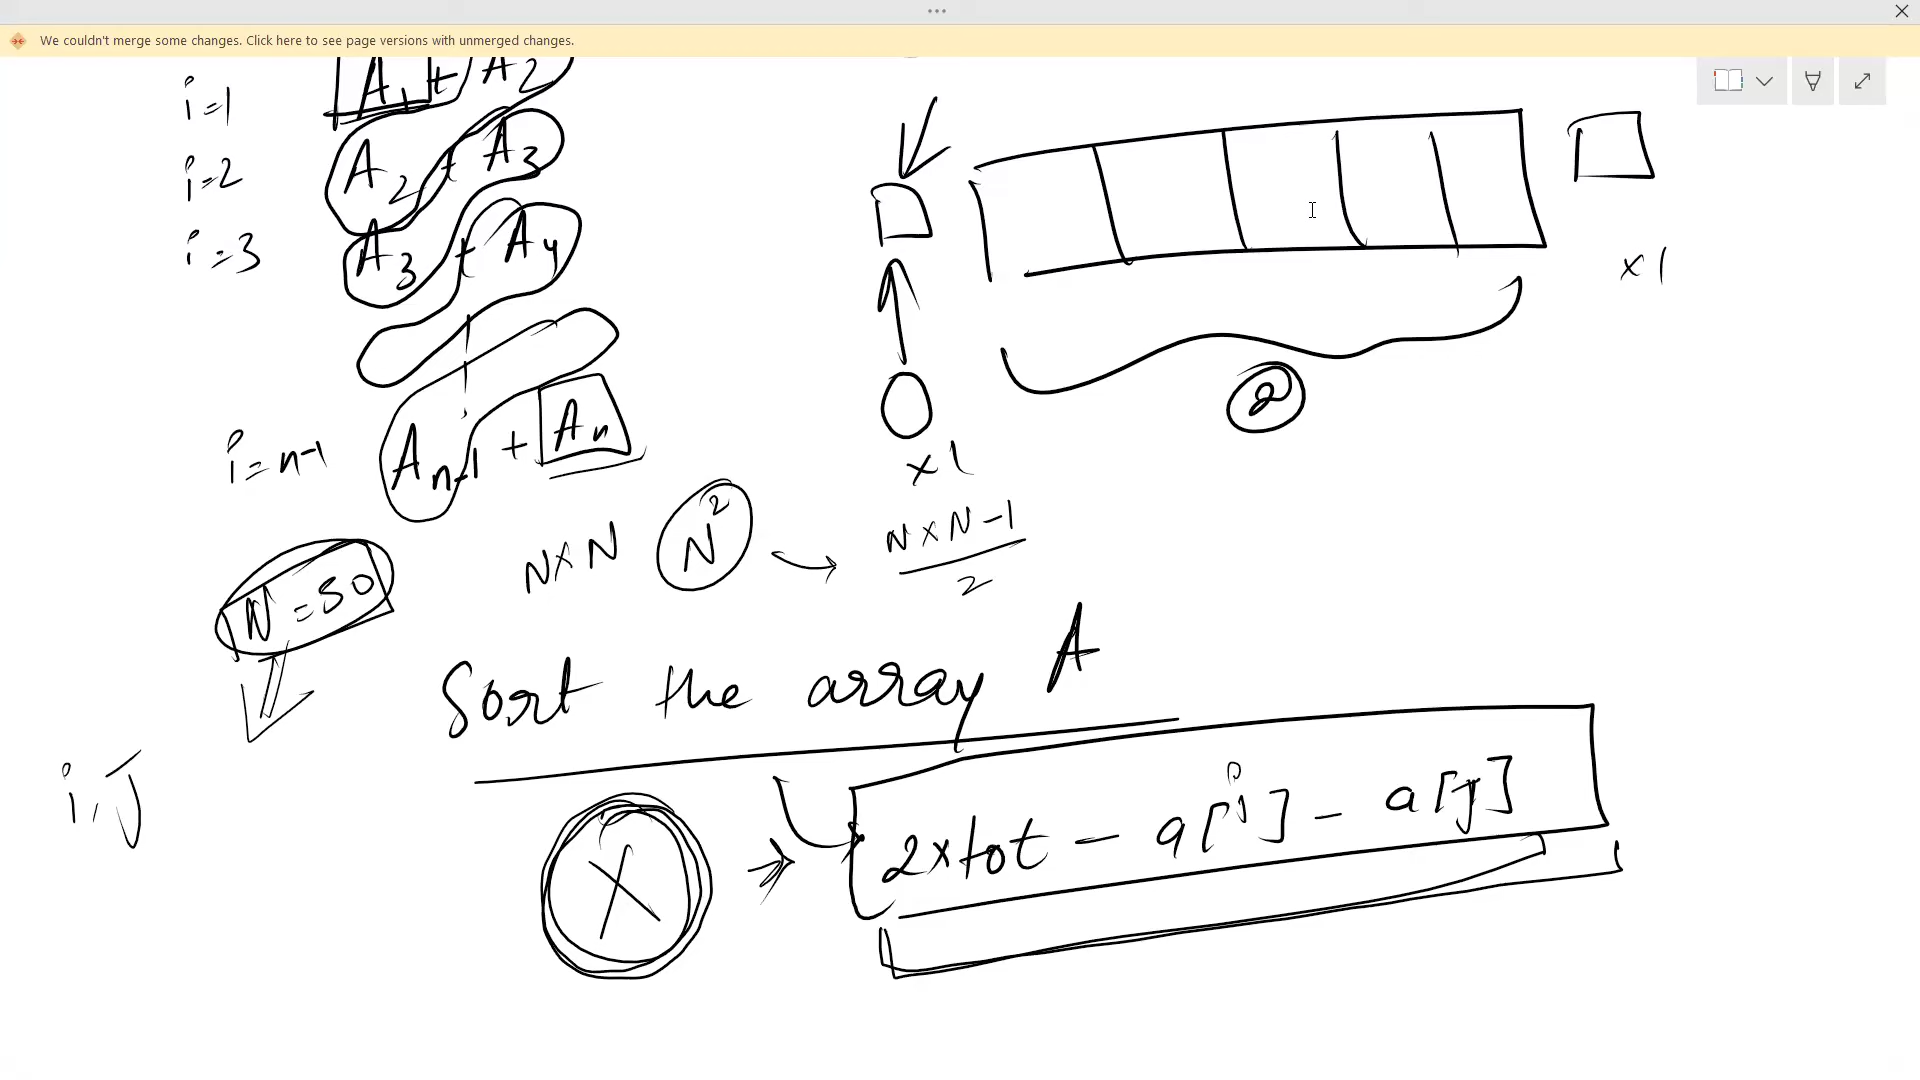 We couldn't merge some changes. Click here to see page versions with unmerged changes.
i=1 A1 + A2
i=2 A2 + A3
i=3 A3 + A4
i=n-1 An-1 + An
x1
2
x1
N=50
N×N N² → N×N-1/2
Sort the array A
i,j
X → 2×tot - a[i] - a[j]